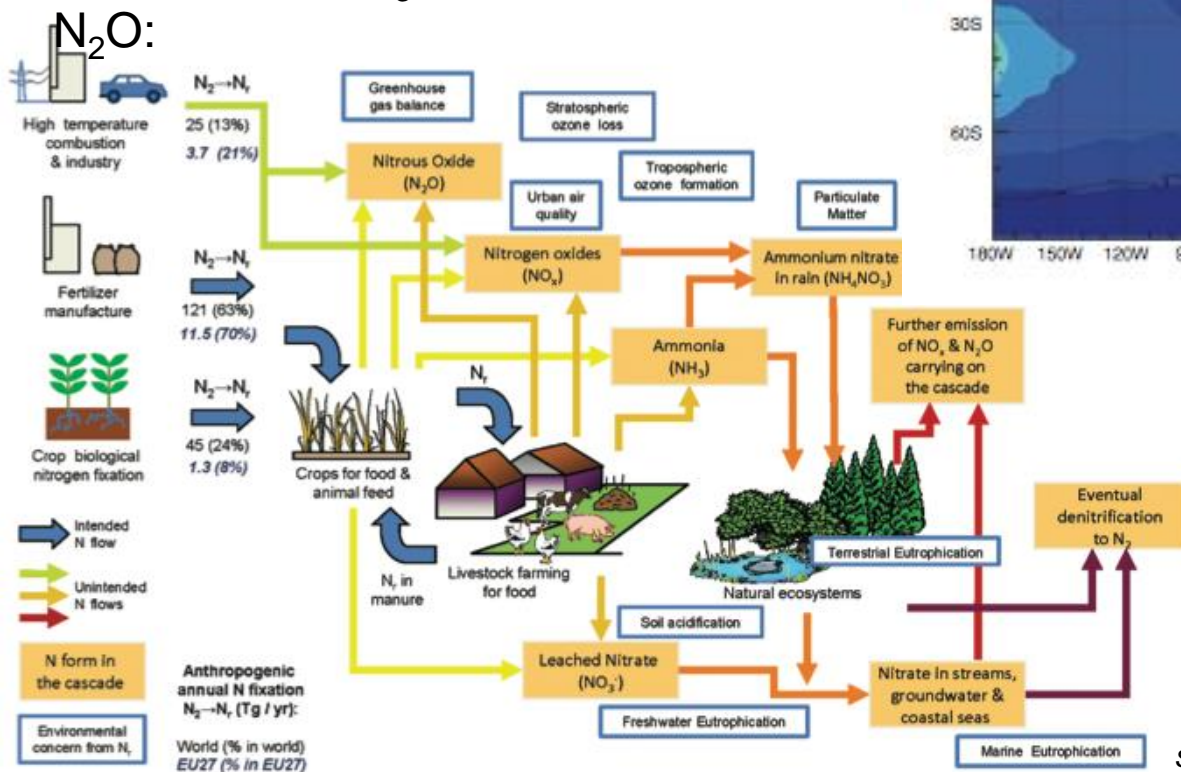 N₂O:
High temperature
combustion
& industry
N₂→Nᵣ
25 (13%)
3.7 (21%)
Fertilizer
manufacture
N₂→Nᵣ
121 (63%)
11.5 (70%)
Crop biological
nitrogen fixation
N₂→Nᵣ
45 (24%)
1.3 (8%)
Greenhouse
gas balance
Stratospheric
ozone loss
Nitrous Oxide
(N₂O)
Tropospheric
ozone formation
Urban air
quality
Particulate
Matter
Nitrogen oxides
(NOₓ)
Ammonium nitrate
in rain (NH₄NO₃)
Ammonia
(NH₃)
Further emission
of NOₓ & N₂O
carrying on
the cascade
Nᵣ
Crops for food &
animal feed
Nᵣ in
manure
Livestock farming
for food
Terrestrial Eutrophication
Natural ecosystems
Eventual
denitrification
to N₂
Soil acidification
Leached Nitrate
(NO₃⁻)
Freshwater Eutrophication
Nitrate in streams,
groundwater &
coastal seas
Marine Eutrophication
Intended
N flow
Unintended
N flows
N form in
the cascade
Environmental
concern from Nᵣ
Anthropogenic
annual N fixation
N₂→Nᵣ (Tg / yr):
World (% in world)
EU27 (% in EU27)
30S
60S
180W 150W 120W